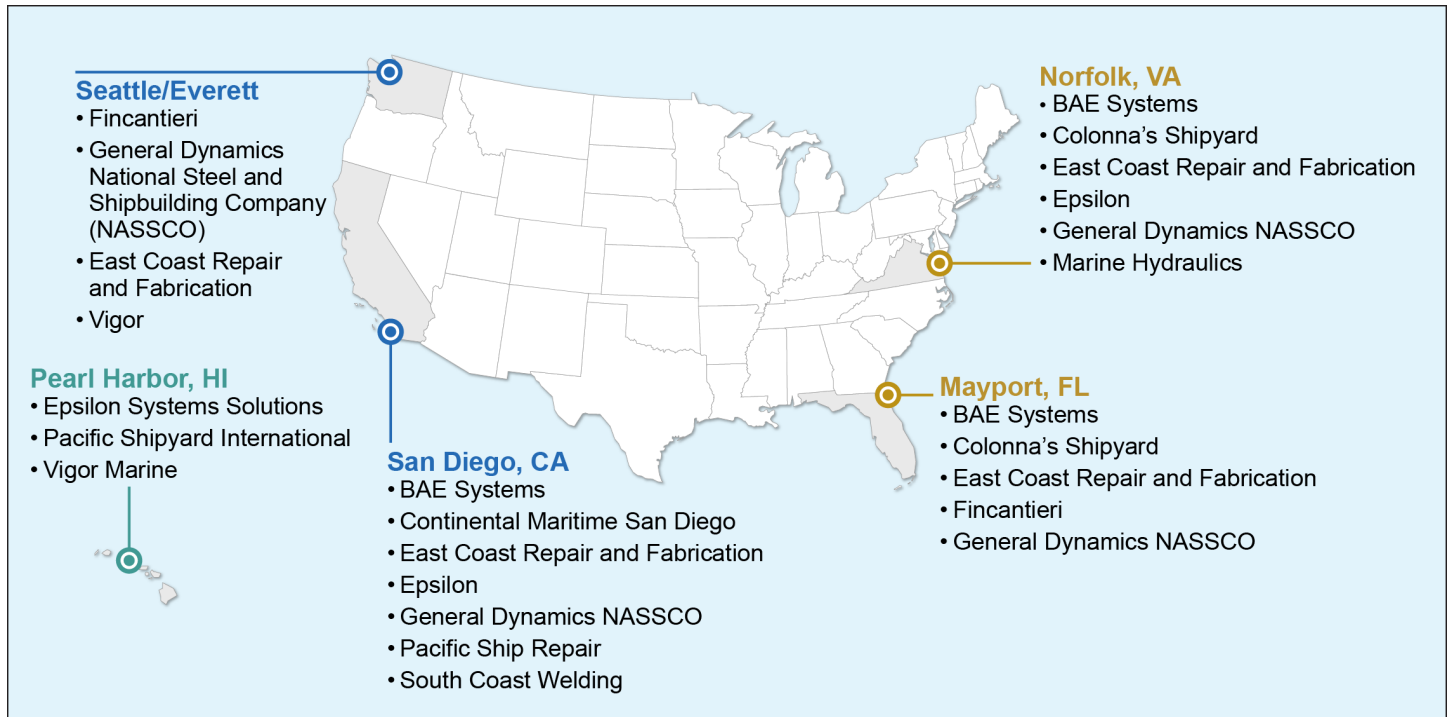 Seattle/Everett
• Fincantieri
• General Dynamics
National Steel and
Shipbuilding Company
(NASSCO)
• East Coast Repair
and Fabrication
• Vigor
Pearl Harbor, HI
• Epsilon Systems Solutions
• Pacific Shipyard International
• Vigor Marine
San Diego, CA
• BAE Systems
• Continental Maritime San Diego
• East Coast Repair and Fabrication
• Epsilon
• General Dynamics NASSCO
• Pacific Ship Repair
• South Coast Welding
Norfolk, VA
• BAE Systems
• Colonna’s Shipyard
• East Coast Repair and Fabrication
• Epsilon
• General Dynamics NASSCO
• Marine Hydraulics
Mayport, FL
• BAE Systems
• Colonna’s Shipyard
• East Coast Repair and Fabrication
• Fincantieri
• General Dynamics NASSCO